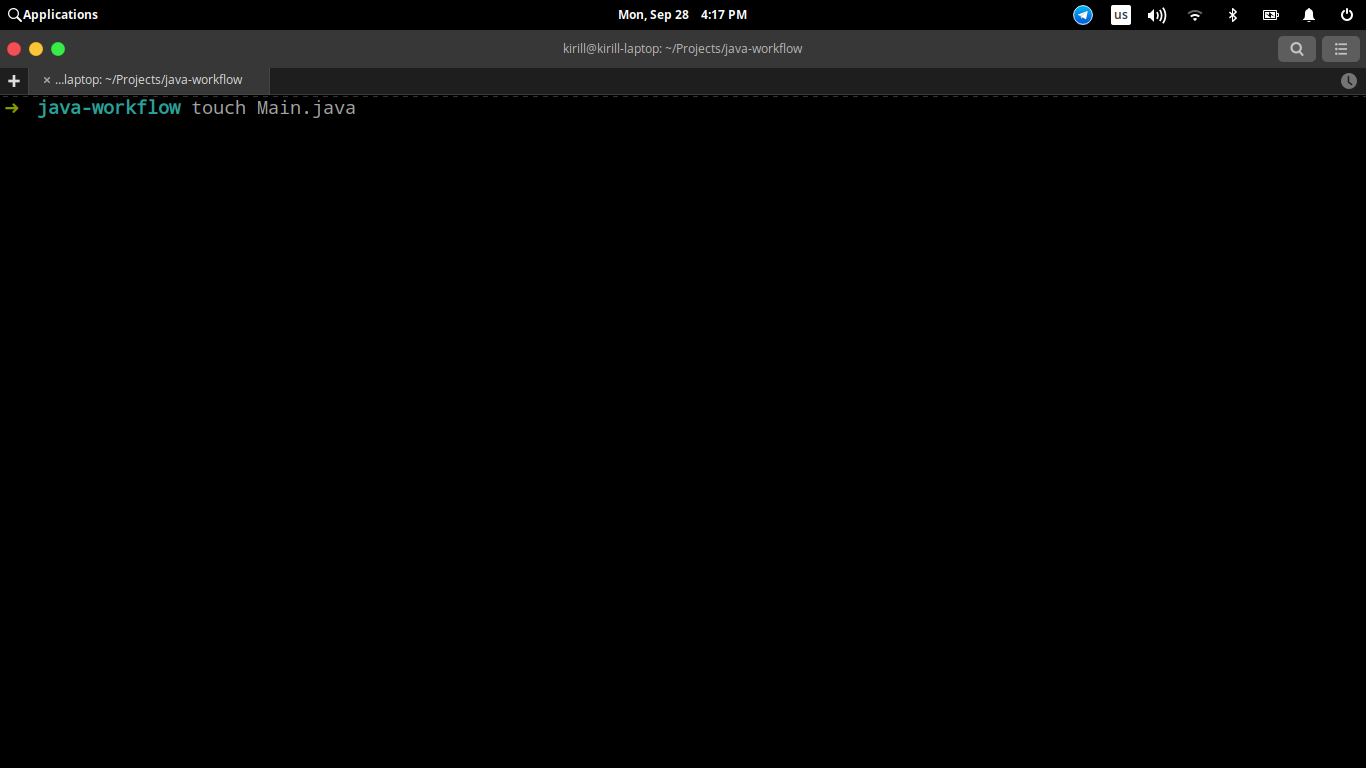 Applications
Mon, Sep 28 4:17 PM
us
kirill@kirill-laptop: ~/Projects/java-workflow
...laptop: ~/Projects/java-workflow
➜ java-workflow touch Main.java